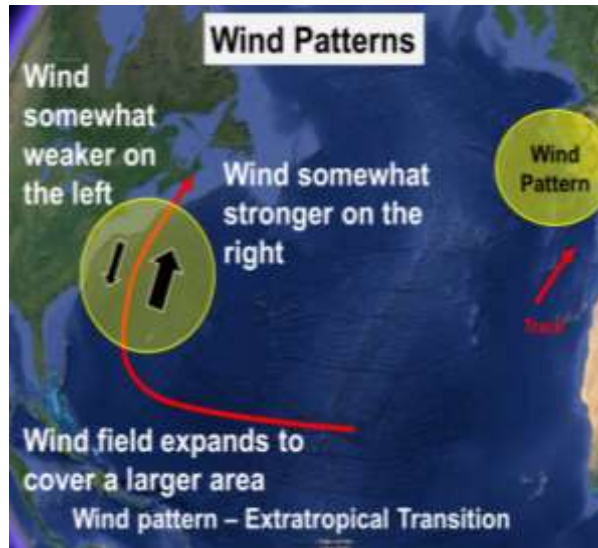 Wind Patterns
Wind
somewhat
weaker on
the left
Wind somewhat
stronger on the
right
Wind
Pattern
Track
Wind field expands to
cover a larger area
Wind pattern – Extratropical Transition